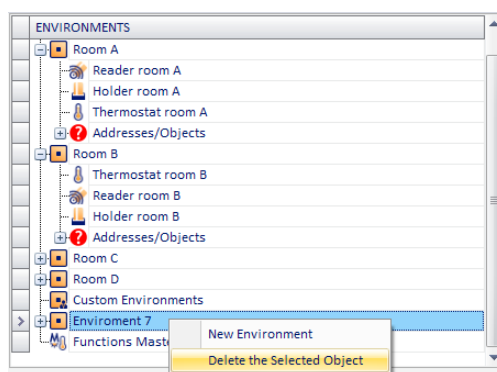 ENVIRONMENTS
Room A
Reader room A
Holder room A
Thermostat room A
Addresses/Objects
Room B
Thermostat room B
Reader room B
Holder room B
Addresses/Objects
Room C
Room D
Custom Environments
Enviroment 7
New Environment
Functions Maste
Delete the Selected Object